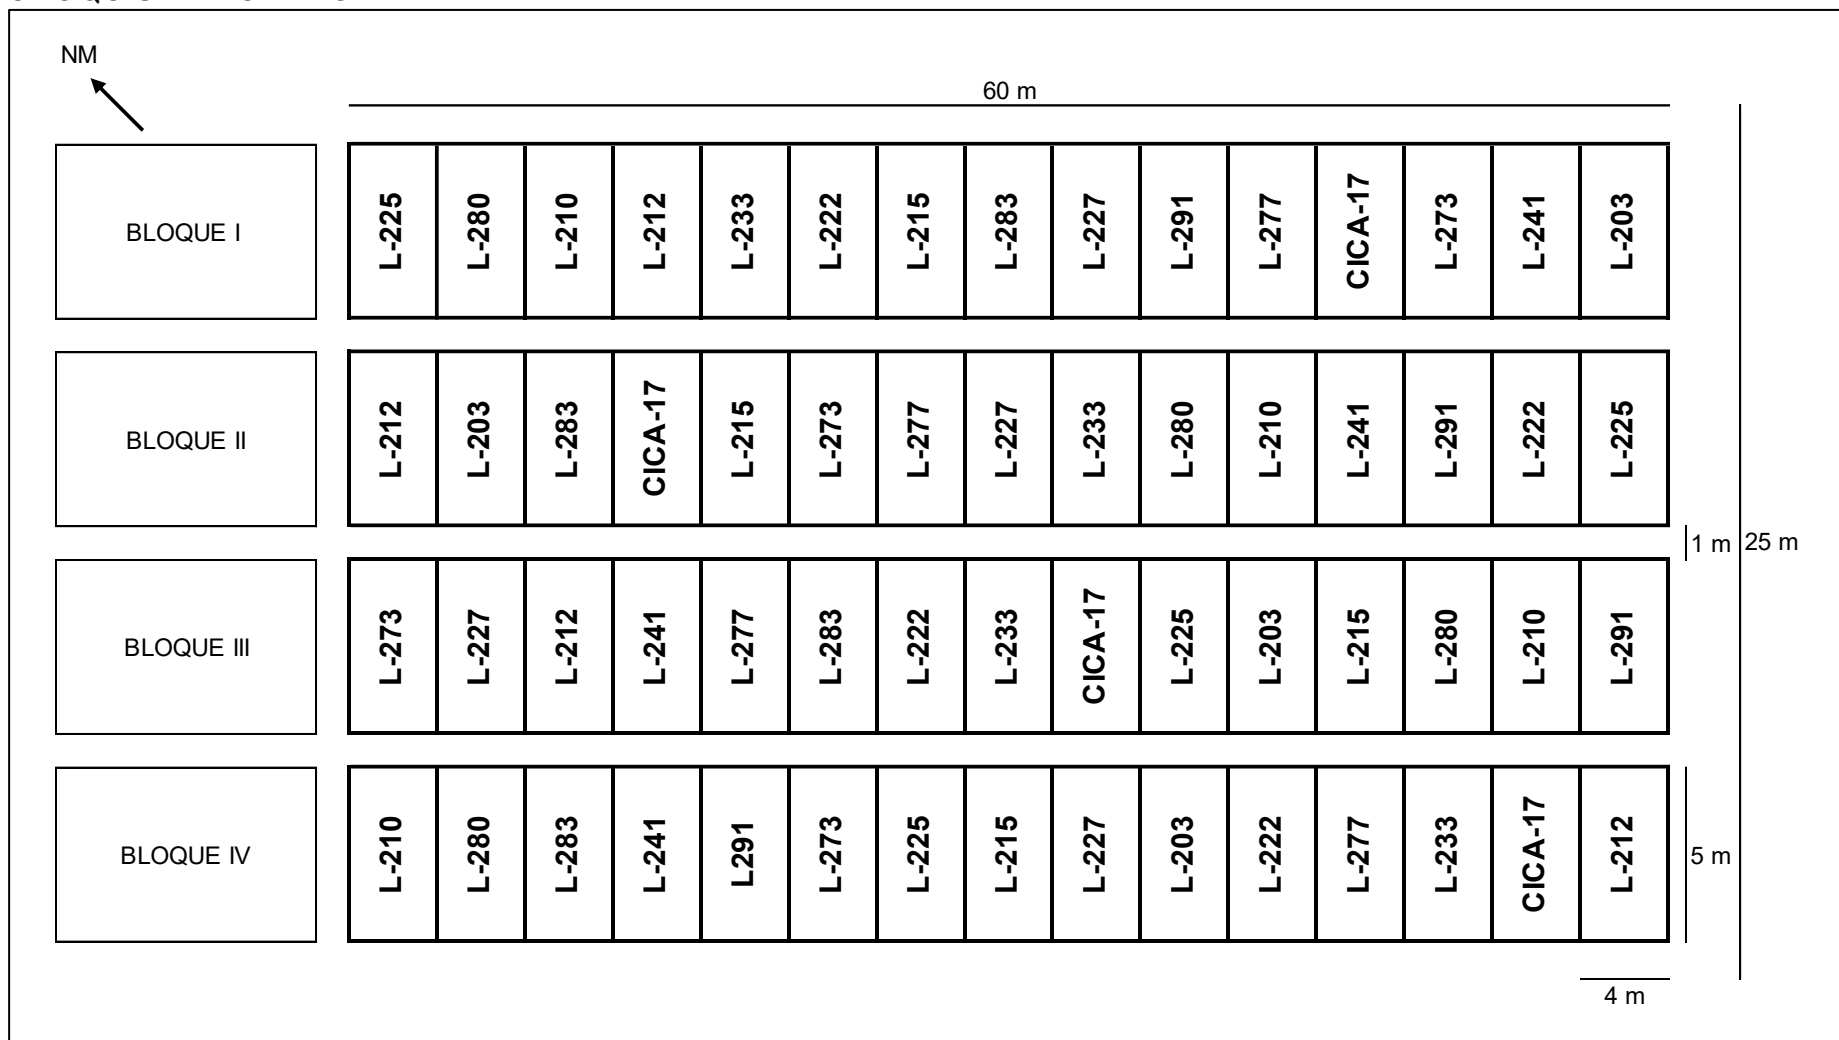 NM
60 m
BLOQUE I
L-225
L-280
L-210
L-212
L-233
L-222
L-215
L-283
L-227
L-291
L-277
CICA-17
L-273
L-241
L-203
BLOQUE II
L-212
L-203
L-283
CICA-17
L-215
L-273
L-277
L-227
L-233
L-280
L-210
L-241
L-291
L-222
L-225
1 m
25 m
BLOQUE III
L-273
L-227
L-212
L-241
L-277
L-283
L-222
L-233
CICA-17
L-225
L-203
L-215
L-280
L-210
L-291
BLOQUE IV
L-210
L-280
L-283
L-241
L291
L-273
L-225
L-215
L-227
L-203
L-222
L-277
L-233
CICA-17
L-212
5 m
4 m